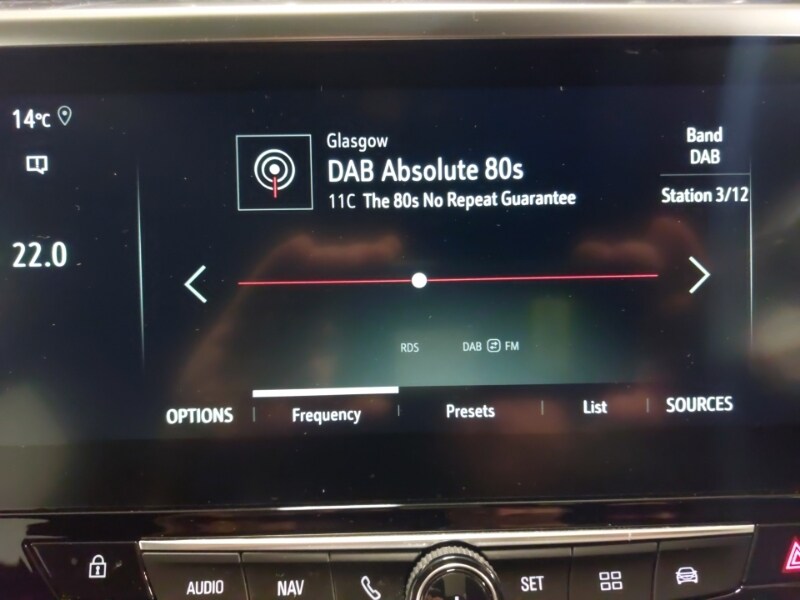 14°C
22.0
Glasgow
DAB Absolute 80s
11C The 80s No Repeat Guarantee
Band
DAB
Station 3/12
RDS
DAB FM
OPTIONS Frequency Presets List SOURCES
AUDIO NAV SET